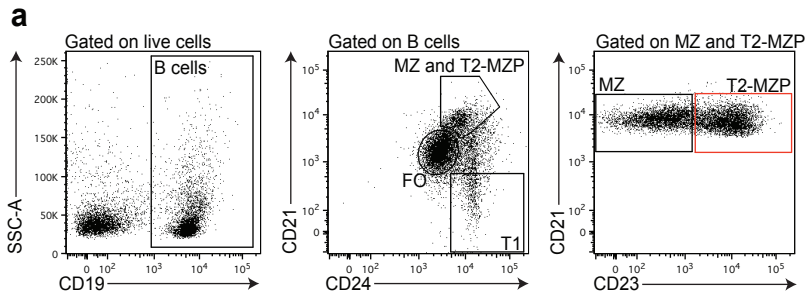 a
Gated on live cells
250K
200K
150K
100K
50K
0
B cells
0 10² 10³ 10⁴ 10⁵
SSC-A
CD19
Gated on B cells
MZ and T2-MZP
10⁵
10⁴
10³
10²
0
FO
T1
10³ 10⁴ 10⁵
CD21
CD24
Gated on MZ and T2-MZP
10⁵
MZ
T2-MZP
10⁴
10³
10²
0
0 10² 10³ 10⁴ 10⁵
CD21
CD23